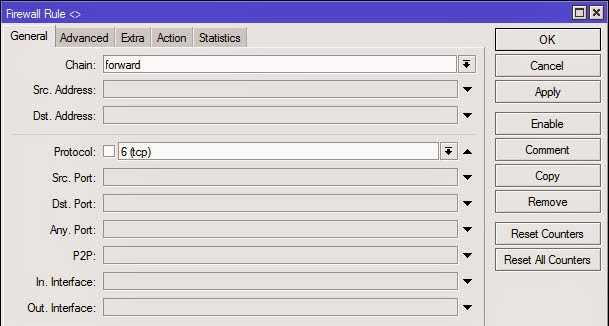 Firewall Rule <>
General Advanced Extra Action Statistics
Chain: forward
Src. Address:
Dst. Address:
Protocol: 6 (tcp)
Src. Port:
Dst. Port:
Any. Port:
P2P:
In. Interface:
Out. Interface:
OK
Cancel
Apply
Enable
Comment
Copy
Remove
Reset Counters
Reset All Counters